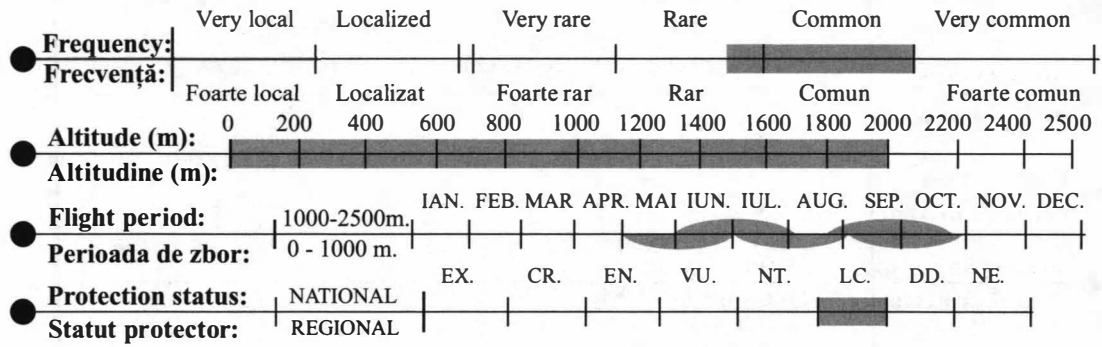 Very local Localized Very rare Rare Common Very common
Frequency:
Frecvență:
Foarte local Localizat Foarte rar Rar Comun Foarte comun
0 200 400 600 800 1000 1200 1400 1600 1800 2000 2200 2400 2500
Altitude (m):
Altitudine (m):
IAN. FEB. MAR APR. MAI IUN. IUL. AUG. SEP. OCT. NOV. DEC.
Flight period: 1000-2500m.
Perioada de zbor: 0 - 1000 m.
EX. CR. EN. VU. NT. LC. DD. NE.
Protection status: NATIONAL
Statut protector: REGIONAL